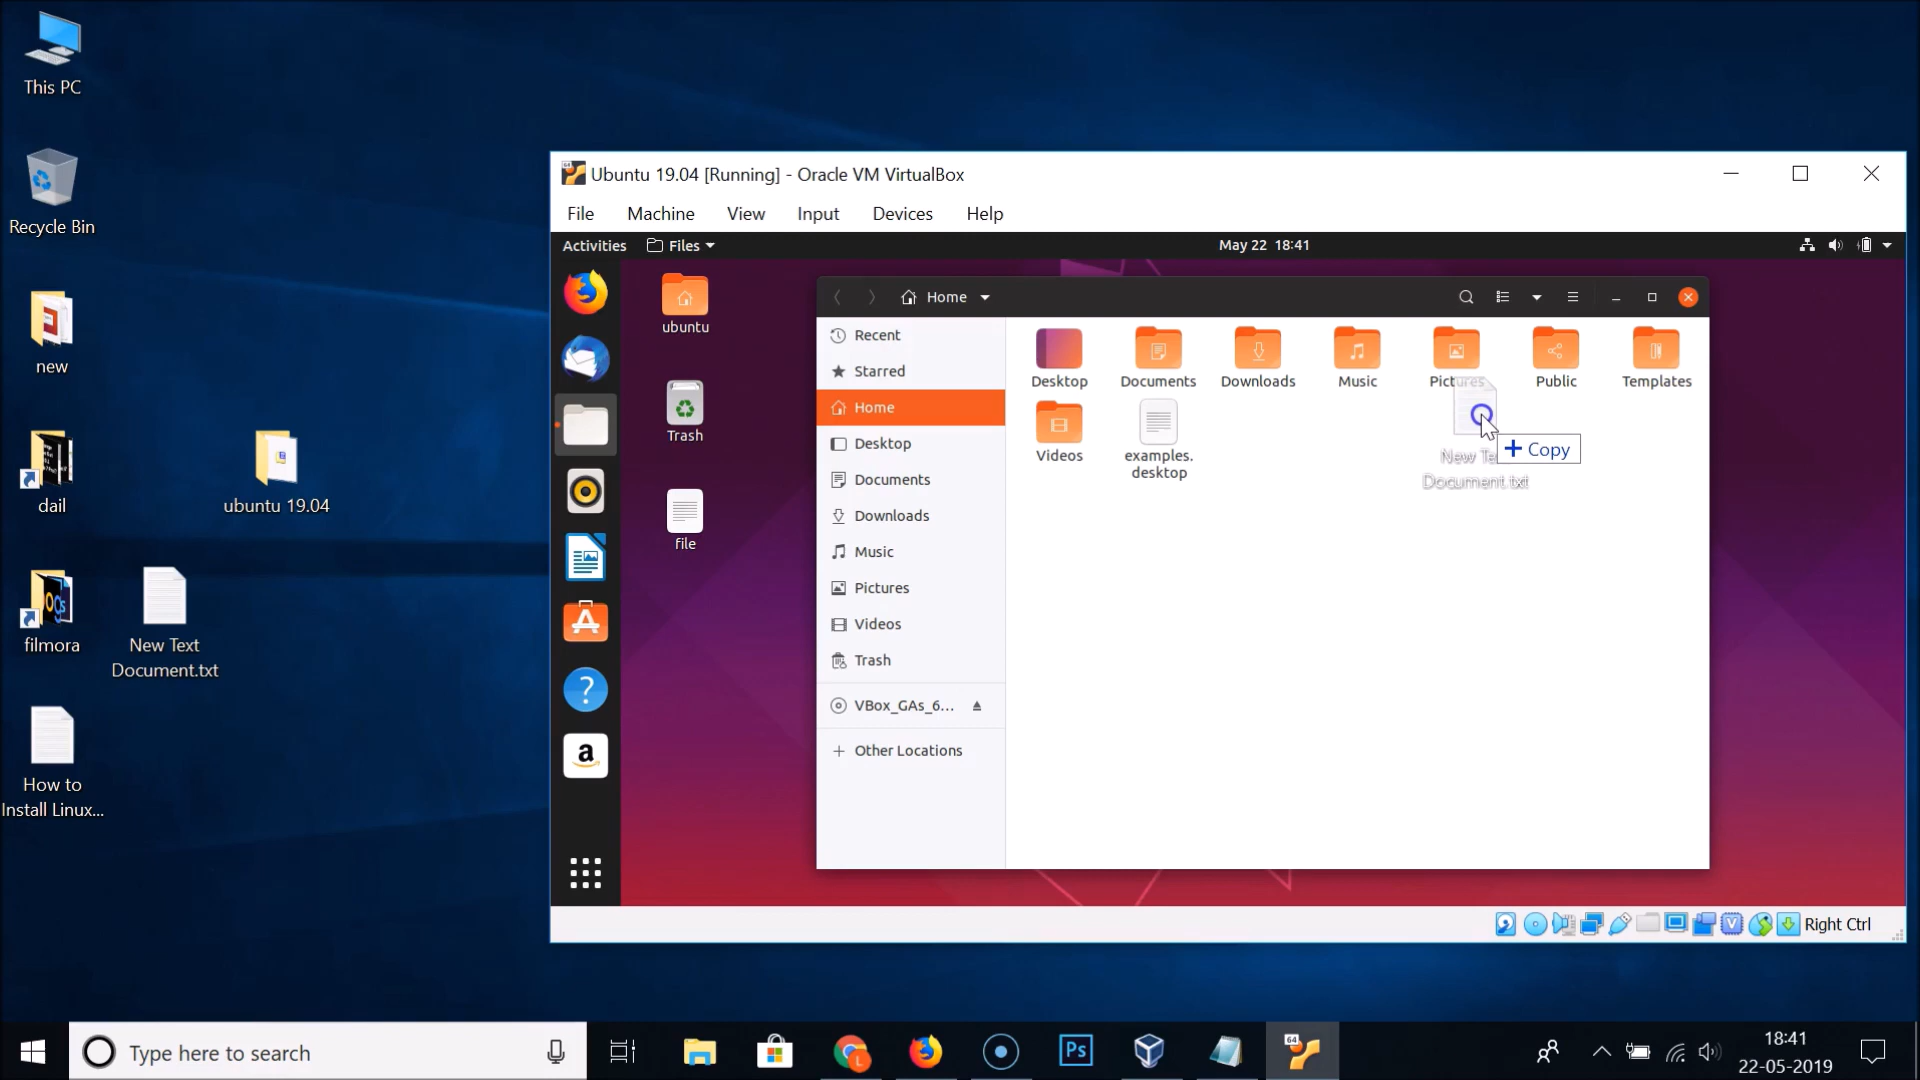 This PC
Recycle Bin
new
dail
filmora
How to
Install Linux...
ubuntu 19.04
New Text
Document.txt
64
Ubuntu 19.04 [Running] - Oracle VM VirtualBox
File Machine View Input Devices Help
Activities Files May 22 18:41
ubuntu
Trash
file
Home
Recent
Starred
Home
Desktop
Documents
Downloads
Music
Pictures
Videos
Trash
VBox_GAs_6...
Other Locations
Desktop Documents Downloads Music Pictures Public Templates
Videos
examples.
desktop
New Te
Document.txt
Copy
Right Ctrl
Type here to search
L
Ps
64
18:41
22-05-2019